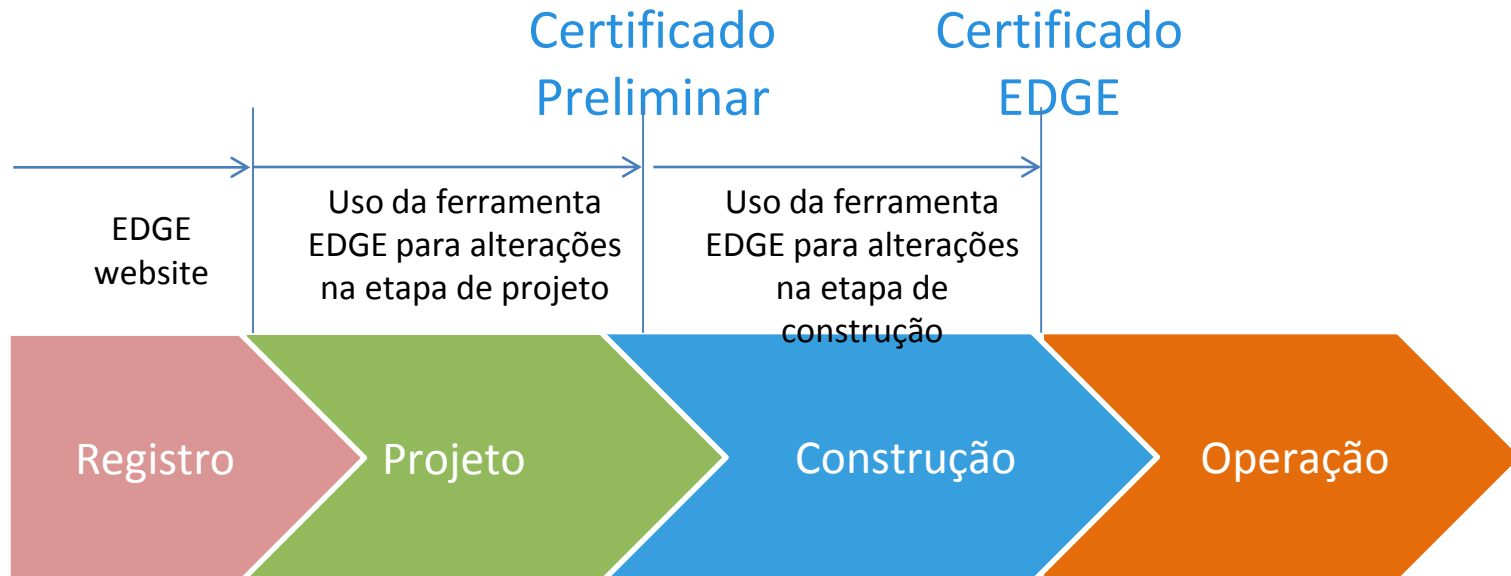 Certificado
Preliminar
Certificado
EDGE
EDGE
website
Uso da ferramenta
EDGE para alterações
na etapa de projeto
Uso da ferramenta
EDGE para alterações
na etapa de
construção
Registro
Projeto
Construção
Operação